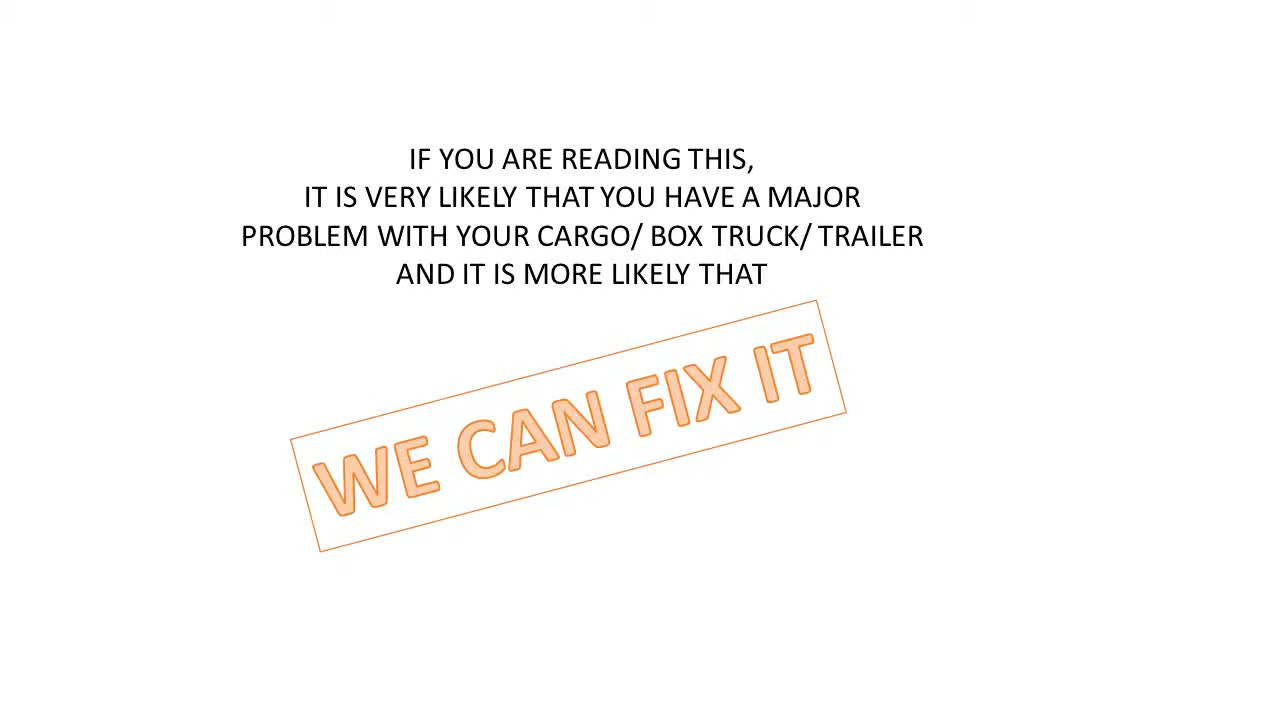 IF YOU ARE READING THIS,
IT IS VERY LIKELY THAT YOU HAVE A MAJOR
PROBLEM WITH YOUR CARGO/ BOX TRUCK/ TRAILER
AND IT IS MORE LIKELY THAT
WE CAN FIX IT